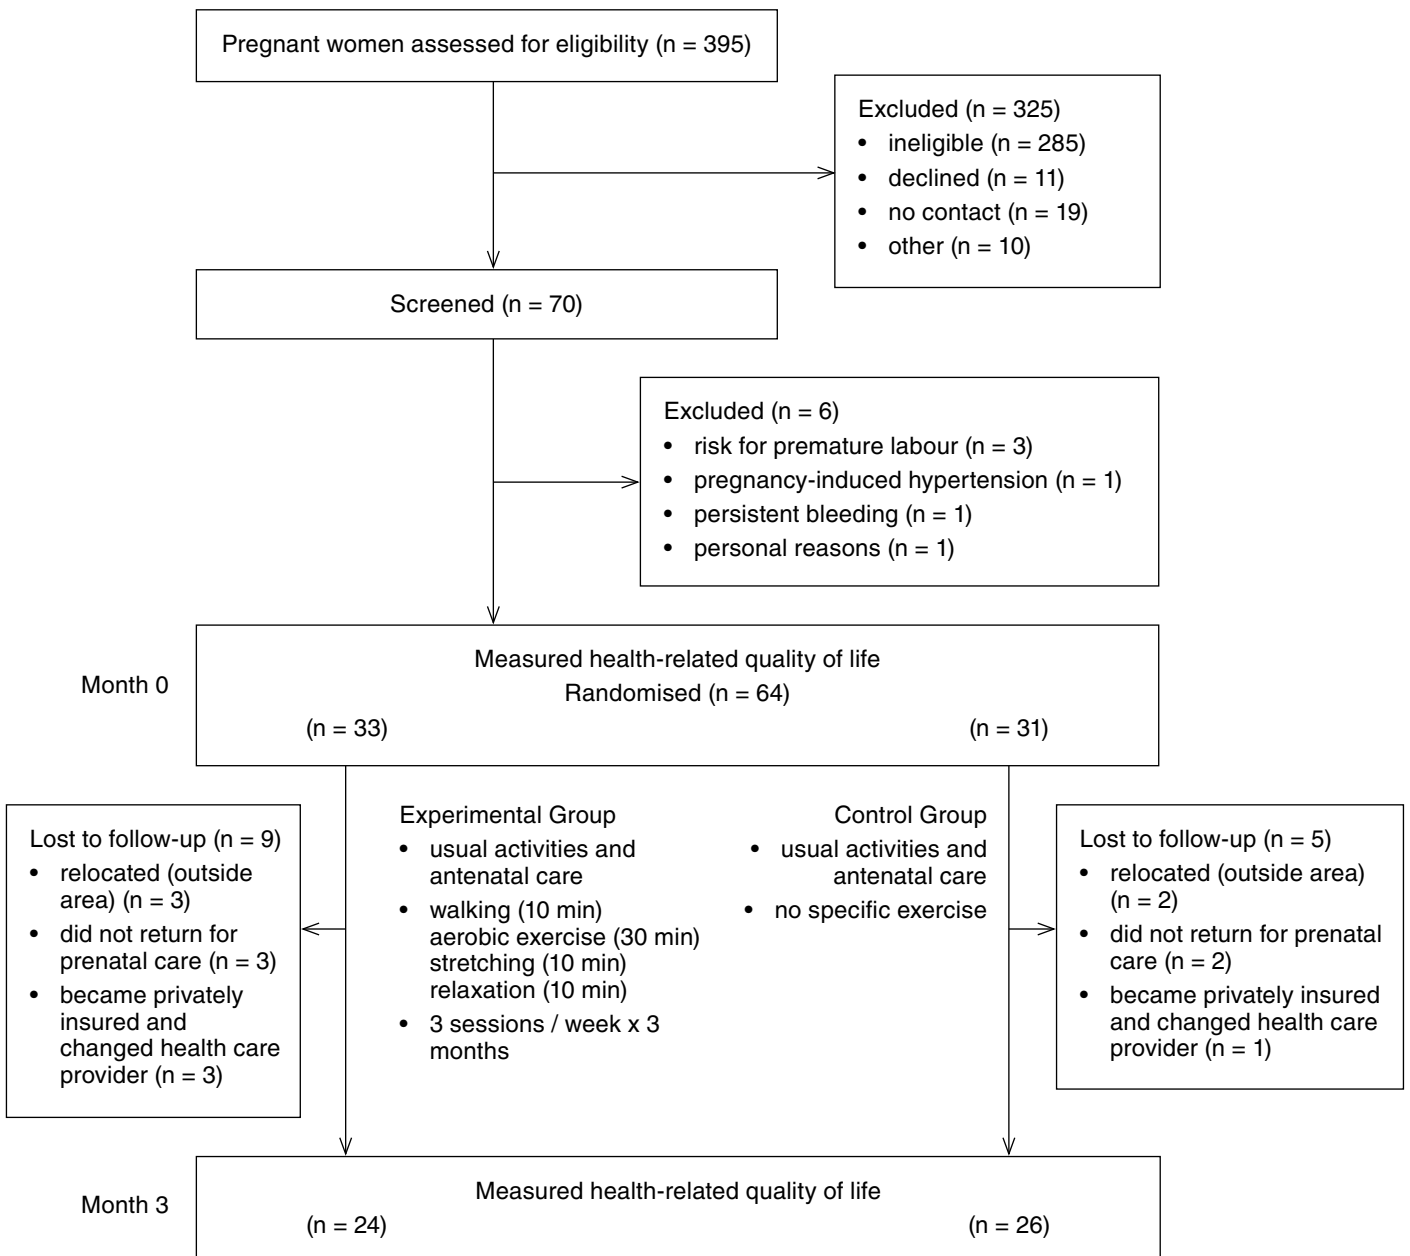 Pregnant women assessed for eligibility (n = 395)
Excluded (n = 325)
• ineligible (n = 285)
• declined (n = 11)
• no contact (n = 19)
• other (n = 10)
Screened (n = 70)
Excluded (n = 6)
• risk for premature labour (n = 3)
• pregnancy-induced hypertension (n = 1)
• persistent bleeding (n = 1)
• personal reasons (n = 1)
Month 0
Measured health-related quality of life
Randomised (n = 64)
(n = 33)
(n = 31)
Lost to follow-up (n = 9)
• relocated (outside
area) (n = 3)
• did not return for
prenatal care (n = 3)
• became privately
insured and
changed health care
provider (n = 3)
Experimental Group
• usual activities and
antenatal care
• walking (10 min)
aerobic exercise (30 min)
stretching (10 min)
relaxation (10 min)
• 3 sessions / week x 3
months
Control Group
• usual activities and
antenatal care
• no specific exercise
Lost to follow-up (n = 5)
• relocated (outside area)
(n = 2)
• did not return for prenatal
care (n = 2)
• became privately insured
and changed health care
provider (n = 1)
Month 3
Measured health-related quality of life
(n = 24)
(n = 26)